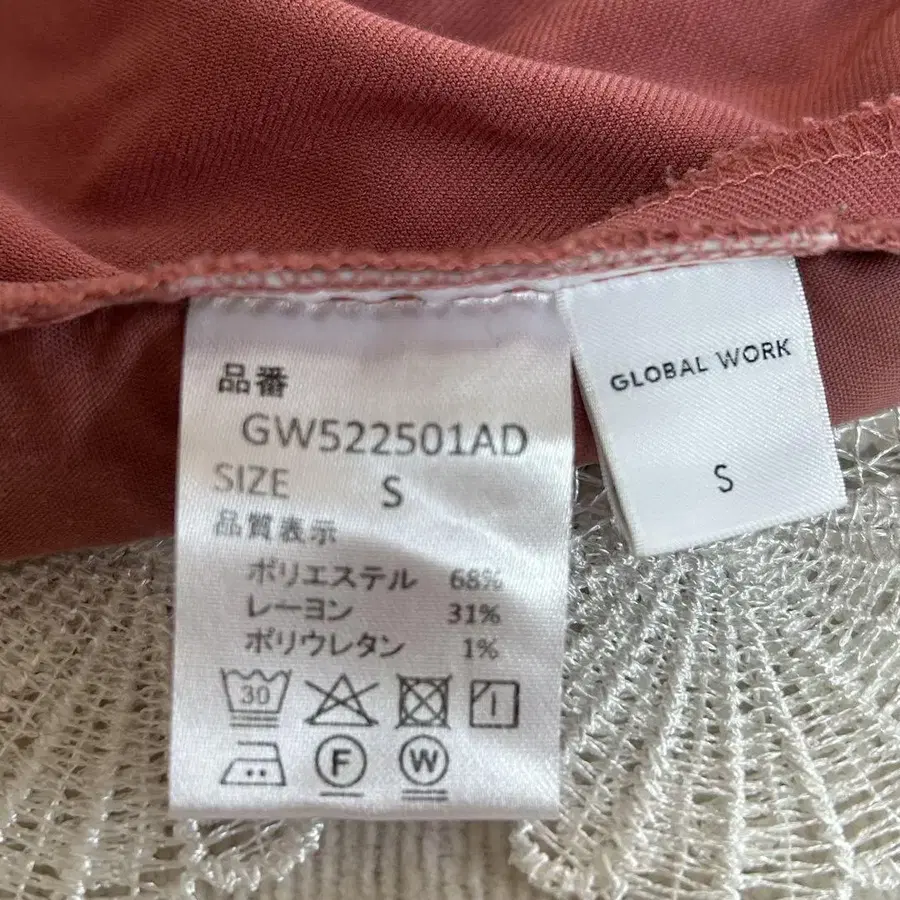 品番
GW522501AD
SIZE S
品質表示
ポリエステル 68%
レーヨン 31%
ポリウレタン 1%
30
F W
GLOBAL WORK
S